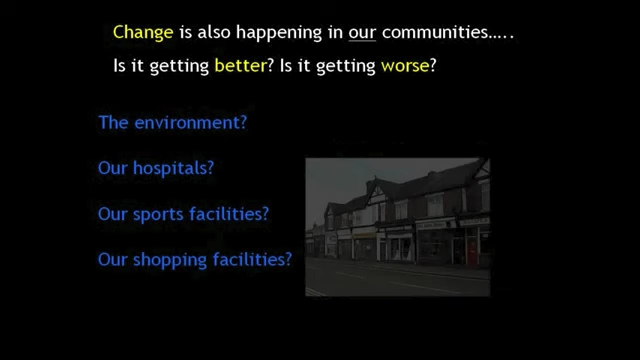 Change is also happening in our communities…..
Is it getting better? Is it getting worse?
The environment?
Our hospitals?
Our sports facilities?
Our shopping facilities?